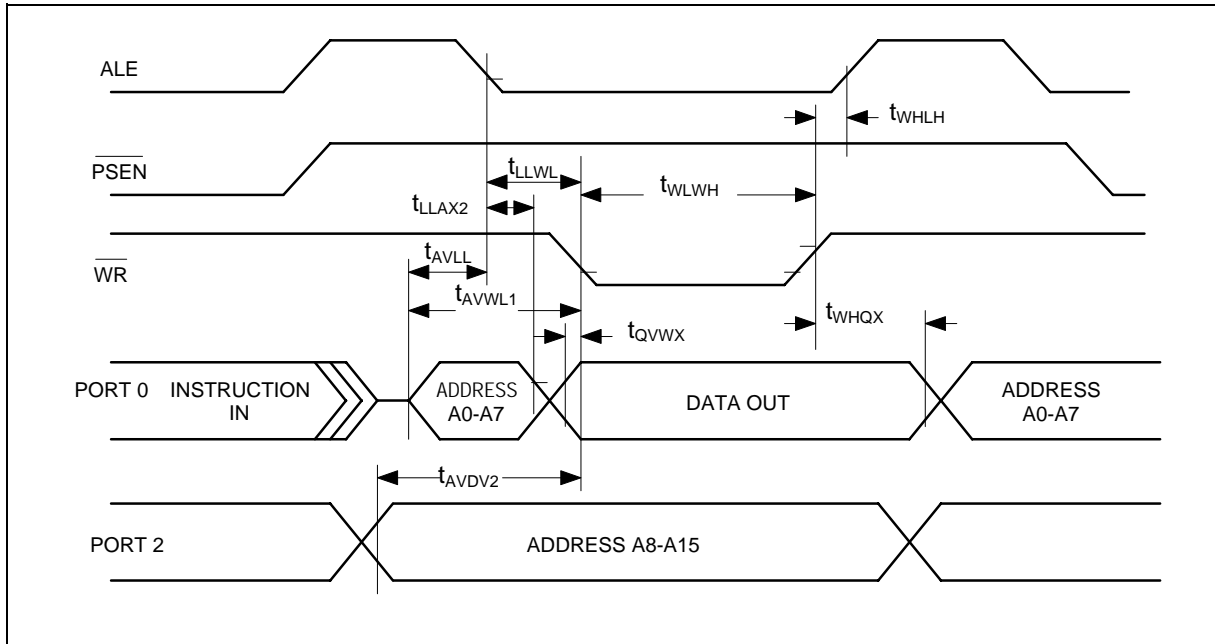 ALE
tWHLH
PSEN
tLLWL
tWLWH
tLLAX2
WR
tAVLL
tAVWL1
tWHQX
tQVWX
PORT 0
INSTRUCTION
IN
ADDRESS
A0-A7
DATA OUT
ADDRESS
A0-A7
tAVDV2
PORT 2
ADDRESS A8-A15